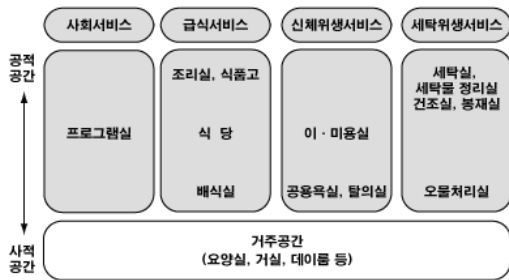 사회서비스 급식서비스 신체위생서비스 세탁위생서비스
공적
공간
조리실, 식품고
세탁실,
세탁물 정리실
건조실, 봉재실
프로그램실
식 당
이 · 미용실
배식실
공용욕실, 탈의실
오물처리실
사적
공간
거주공간
(요양실, 거실, 데이룸 등)